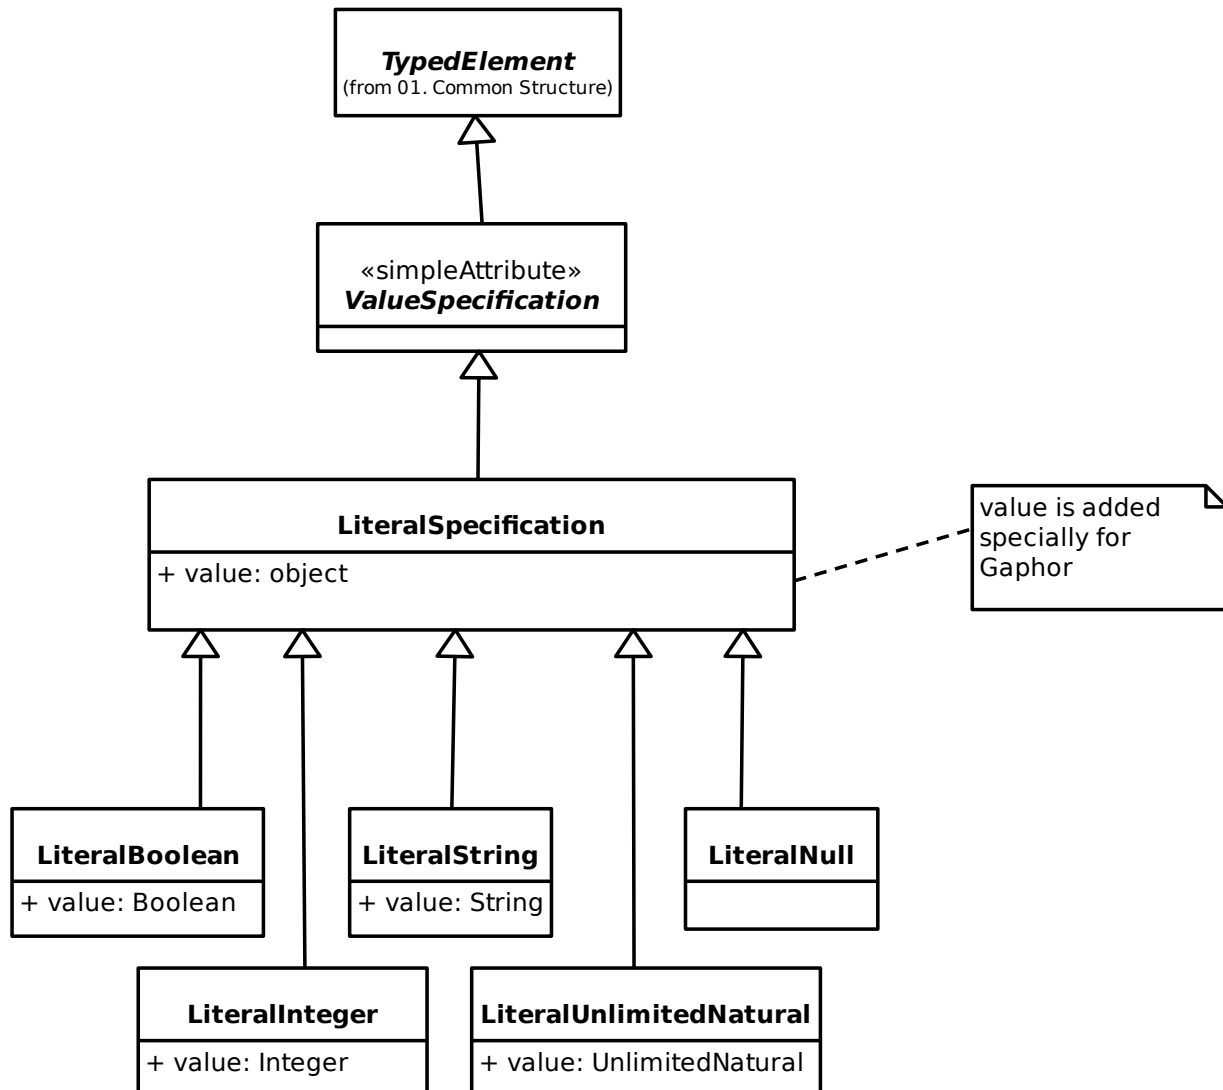 TypedElement
(from 01. Common Structure)
«simpleAttribute»
ValueSpecification
LiteralSpecification
+ value: object
value is added
specially for
Gaphor
LiteralBoolean
+ value: Boolean
LiteralString
+ value: String
LiteralNull
LiteralInteger
+ value: Integer
LiteralUnlimitedNatural
+ value: UnlimitedNatural